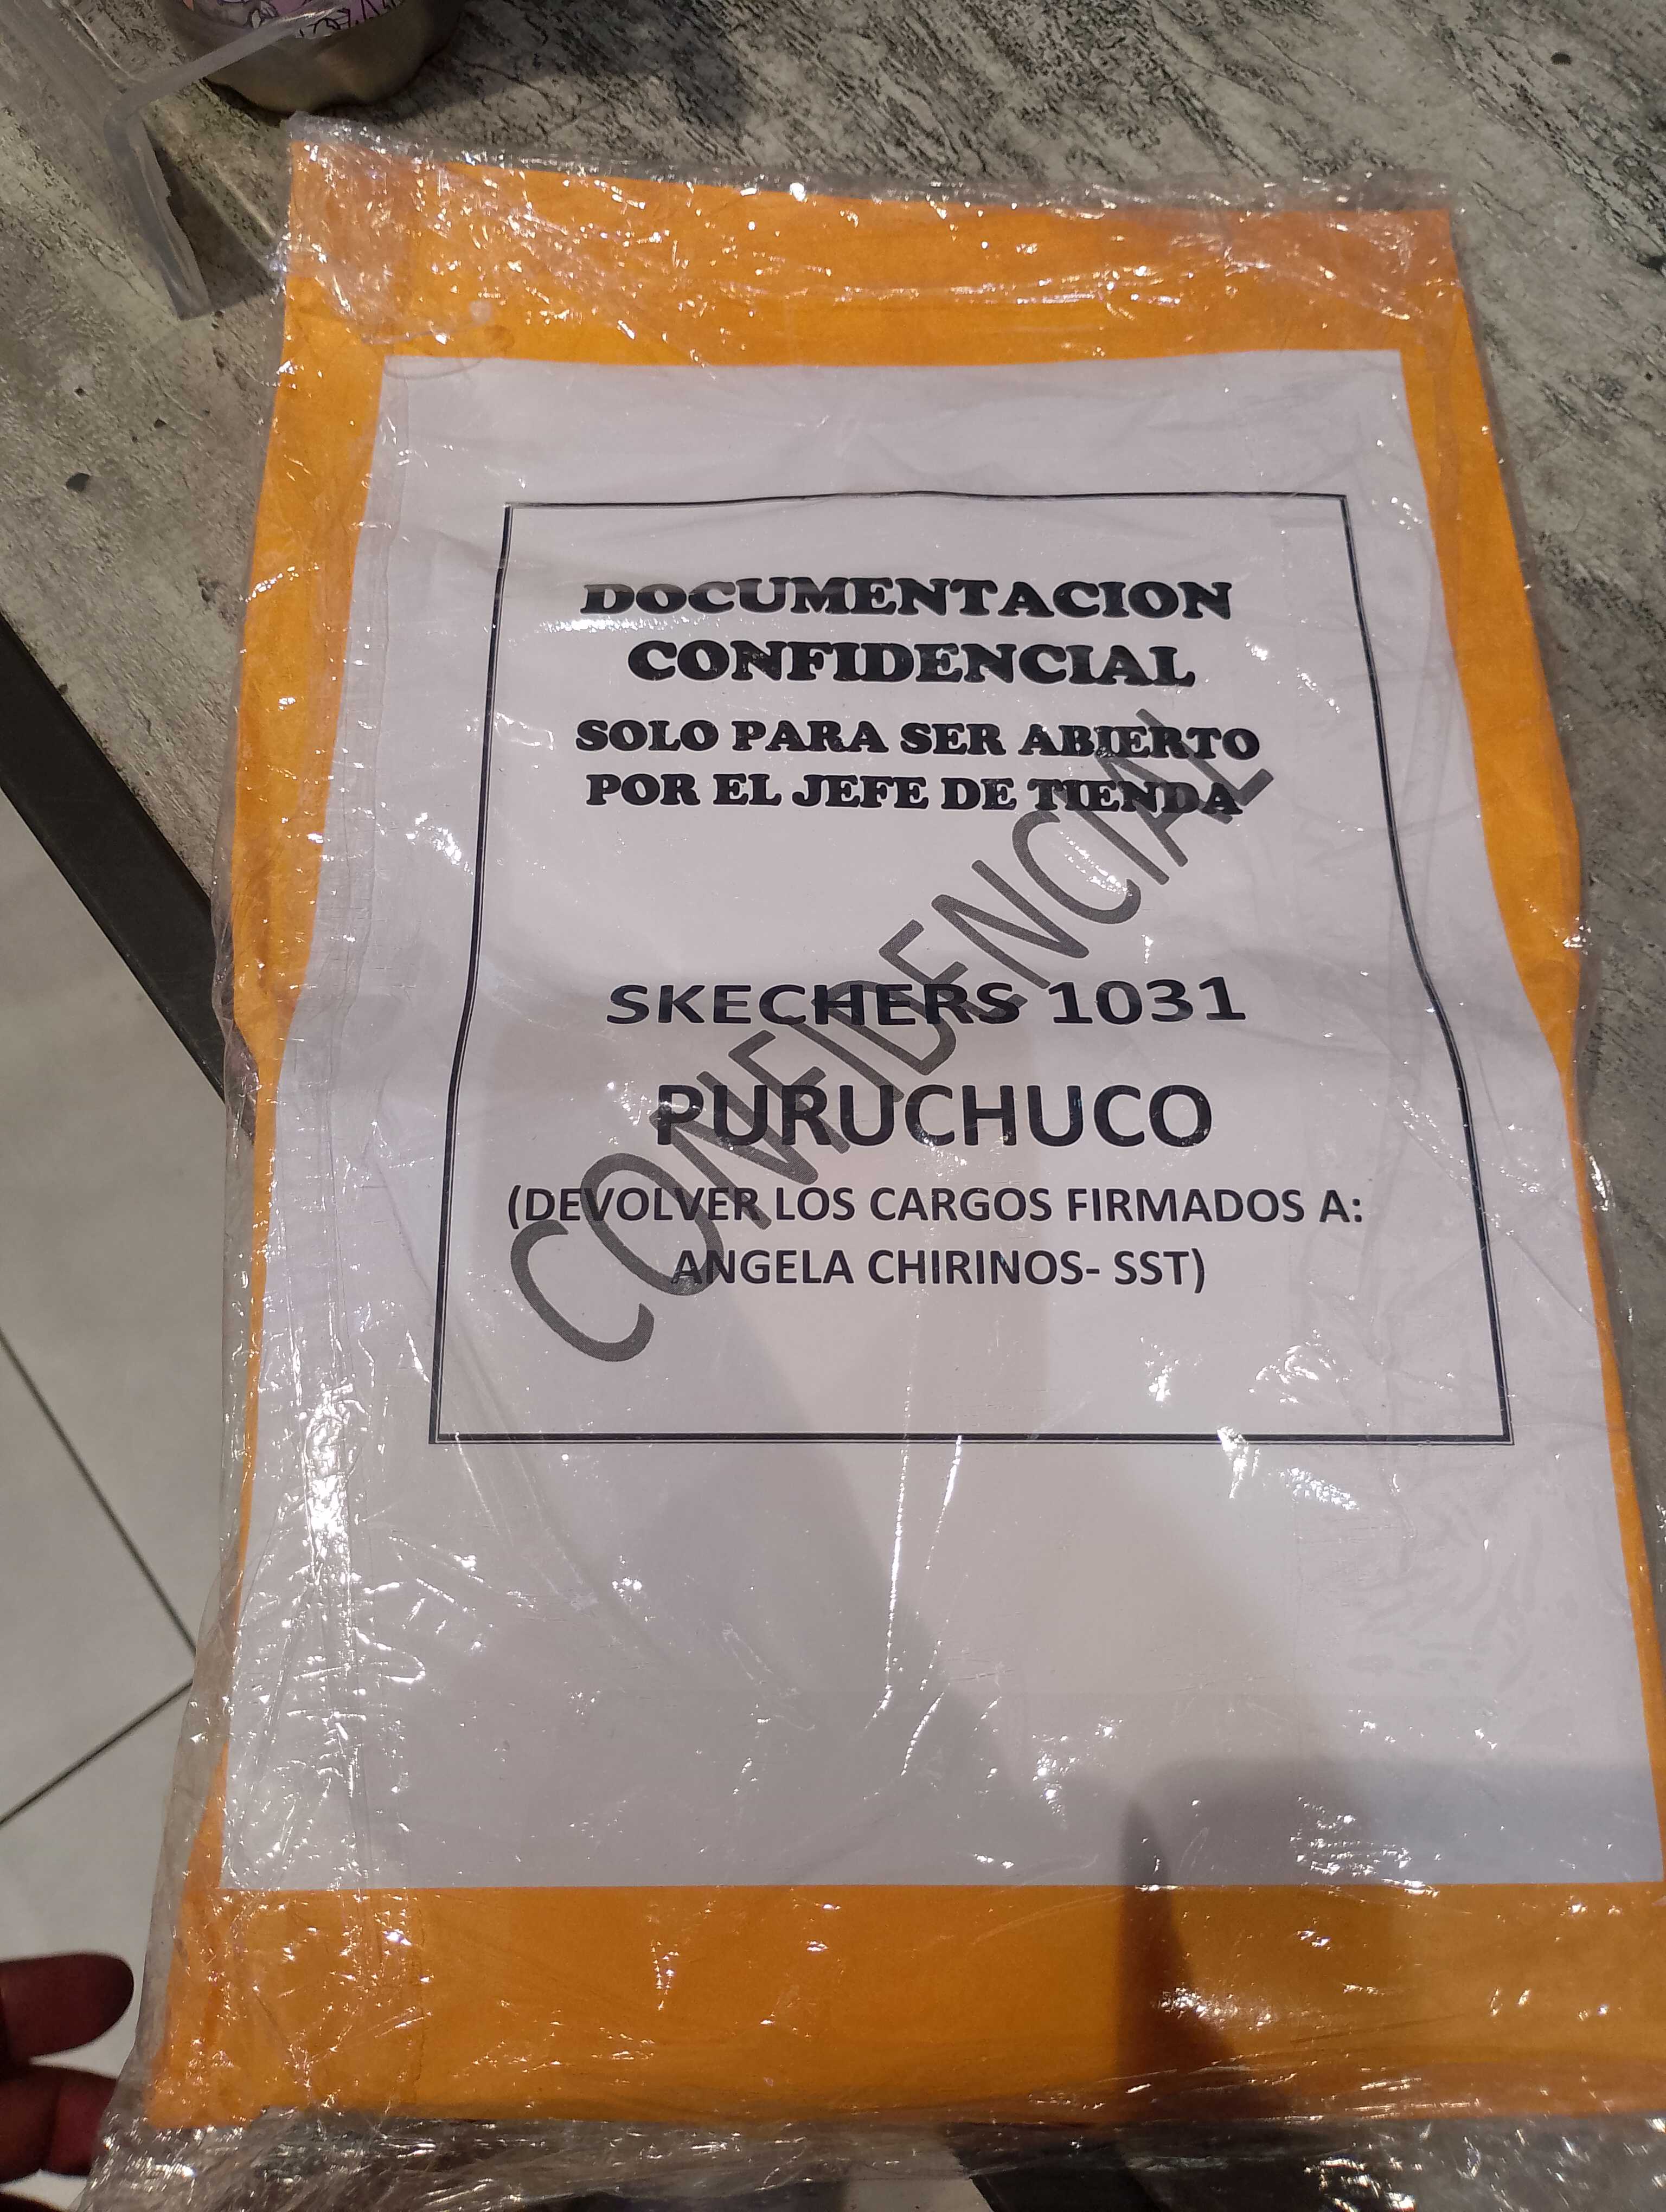 DOCUMENTACION
CONFIDENCIAL
SOLO PARA SER ABIERTO
POR EL JEFE DE TIENDA
CONFIDENCIAL
SKECHERS 1031
PURUCHUCO
(DEVOLVER LOS CARGOS FIRMADOS A:
ANGELA CHIRINOS- SST)